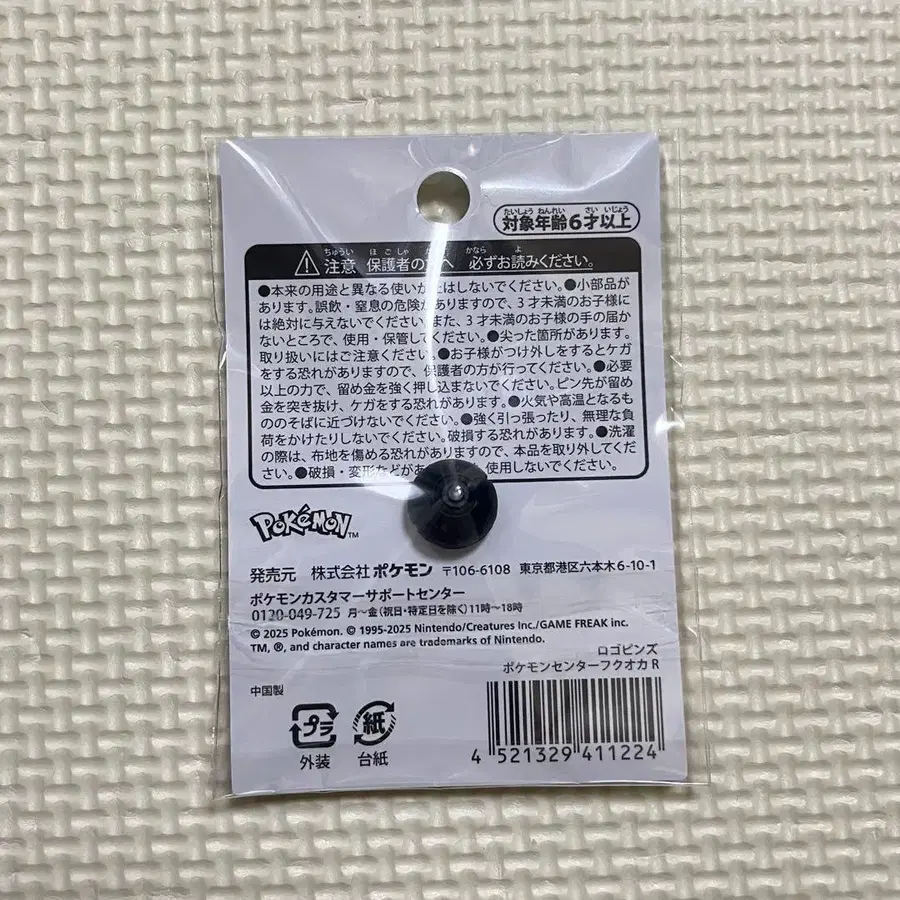 たいしょう ねんれい さい いじょう
対象年齢6才以上
ちゅうい ほごしゃ かなら よ
注意 保護者の へ 必ずお読みください。
●本来の用途と異なる使い方はしないでください。●小部品が
あります。誤飲・窒息の危険がありますので、3才未満のお子様に
は絶対に与えないでください。また、3才未満のお子様の手の届か
ないところで、使用・保管してください。●尖った箇所があります。
取り扱いにはご注意ください。●お子様がつけ外しをするとケガ
をする恐れがありますので、保護者の方が行ってください。●必要
以上の力で、留め金を強く押し込まないでください。ピン先が留め
金を突き抜け、ケガをする恐れがあります。●火気や高温となるも
ののそばに近づけないでください。●強く引っ張ったり、無理な負
荷をかけたりしないでください。破損する恐れがあります。●洗濯
の際は、布地を傷める恐れがありますので、本品を取り外してくだ
さい。●破損・変形などがあ 使用しないでください。
POKéMON™
発売元 株式会社ポケモン 〒106-6108 東京都港区六本木6-10-1
ポケモンカスタマーサポートセンター
0120-049-725 月～金(祝日・特定日を除く)11時～18時
© 2025 Pokémon. © 1995-2025 Nintendo/Creatures Inc./GAME FREAK inc.
TM, ®, and character names are trademarks of Nintendo.
ロゴピンズ
ポケモンセンターフクオカ R
中国製
プラ 紙
外装 台紙
4 521329 411224